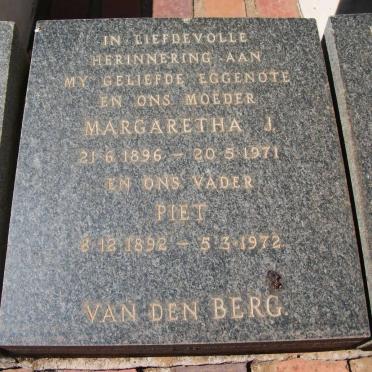 IN LIEFDEVOLLE
HERINNERING AAN
MY GELIEFDE EGGENOTE
EN ONS MOEDER
MARGARETHA J.
21·6·1896 – 20·5·1971
EN ONS VADER
PIET
8·12·1892 – 5·3·1972.
VAN DEN BERG.